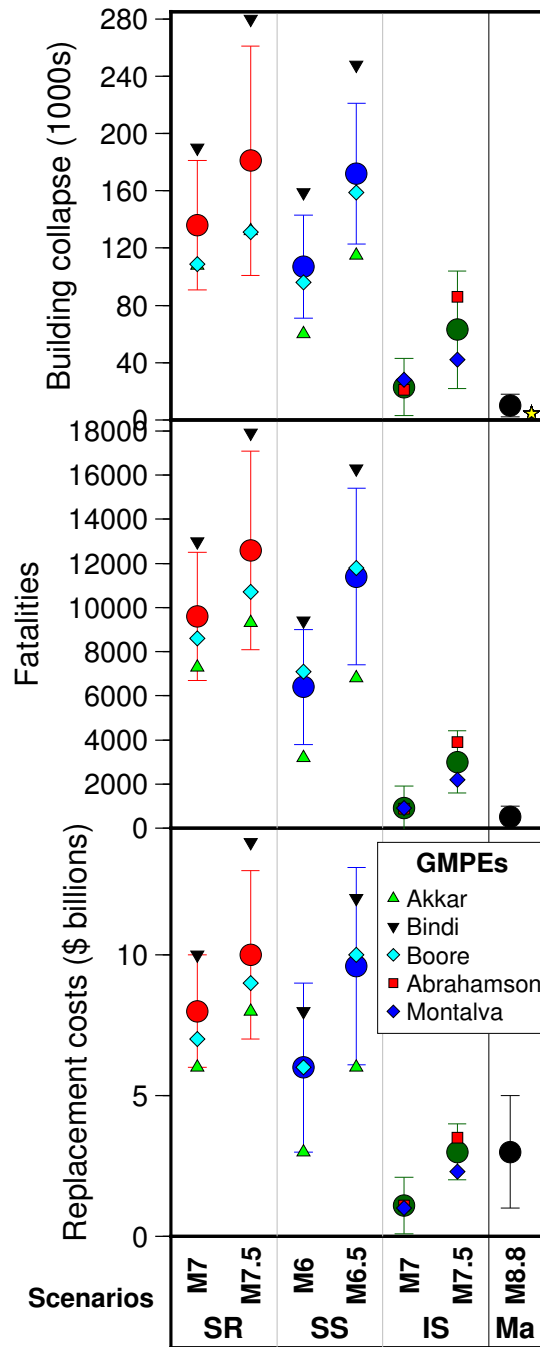 280
240
200
160
120
80
40
0
Building collapse (1000s)
18000
16000
14000
12000
10000
8000
6000
4000
2000
0
Fatalities
10
5
0
Replacement costs ($ billions)
GMPEs
Akkar
Bindi
Boore
Abrahamson
Montalva
Scenarios
M7
M7.5
M6
M6.5
M7
M7.5
M8.8
SR
SS
IS
Ma